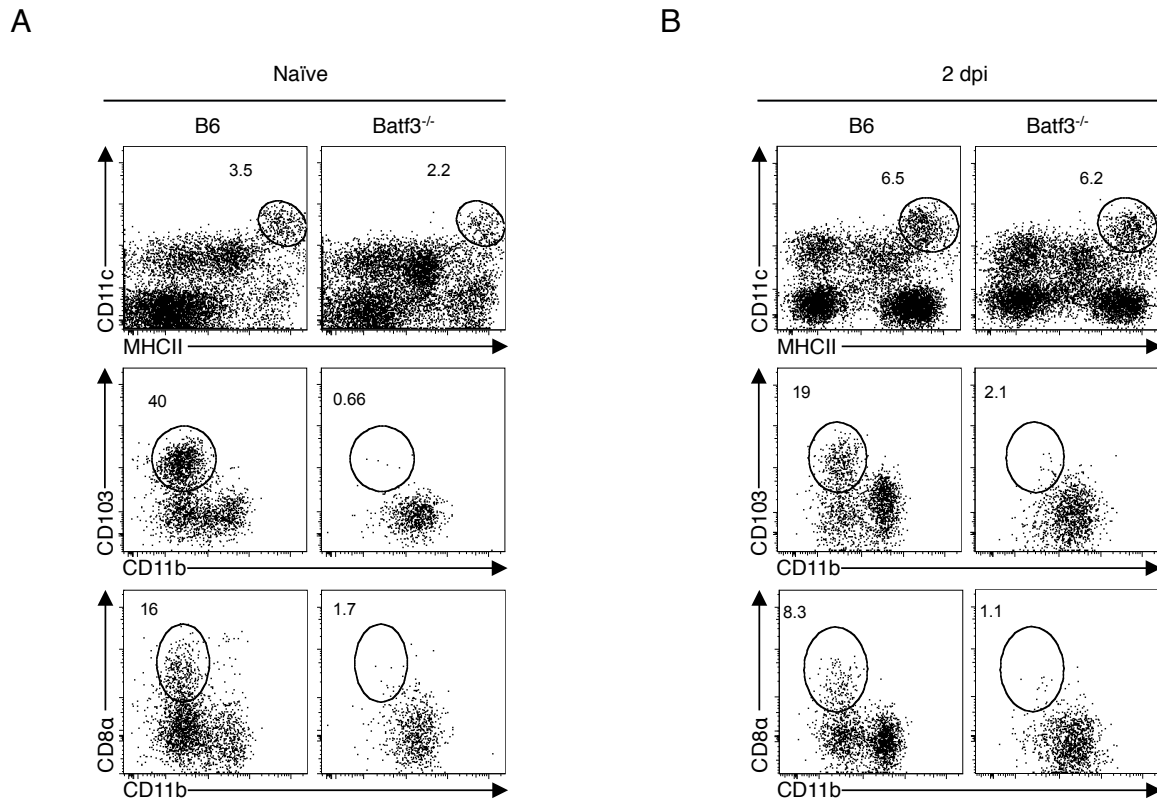 A
Naïve
B6 Batf3-/-
3.5 2.2
CD11c
MHCII
40 0.66
CD103
CD11b
16 1.7
CD8α
CD11b
B
2 dpi
B6 Batf3-/-
6.5 6.2
CD11c
MHCII
19 2.1
CD103
CD11b
8.3 1.1
CD8α
CD11b